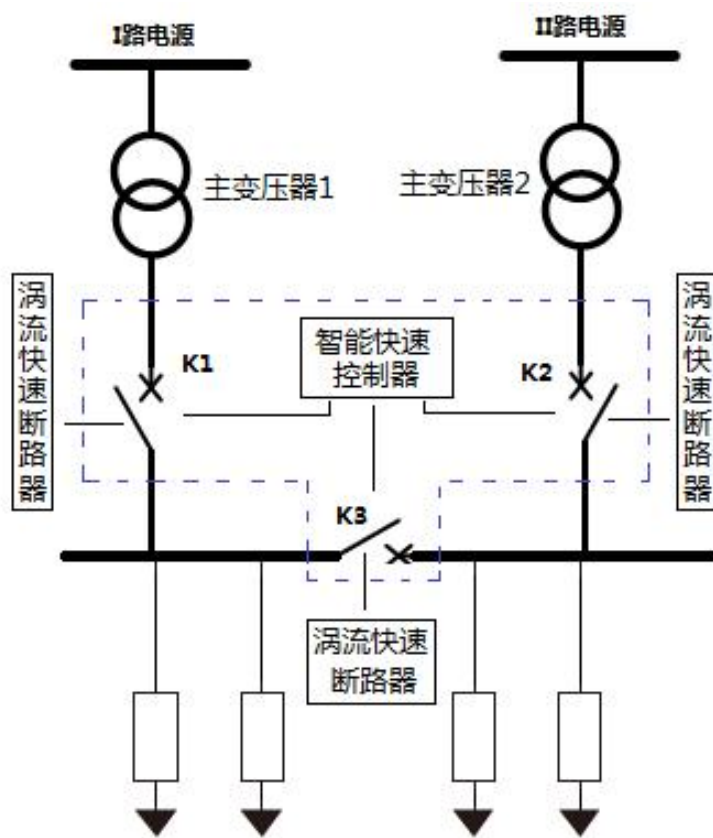 I路电源
II路电源
主变压器1
主变压器2
涡流快速断路器
K1
智能快速
控制器
K2
涡流快速断路器
K3
涡流快速
断路器